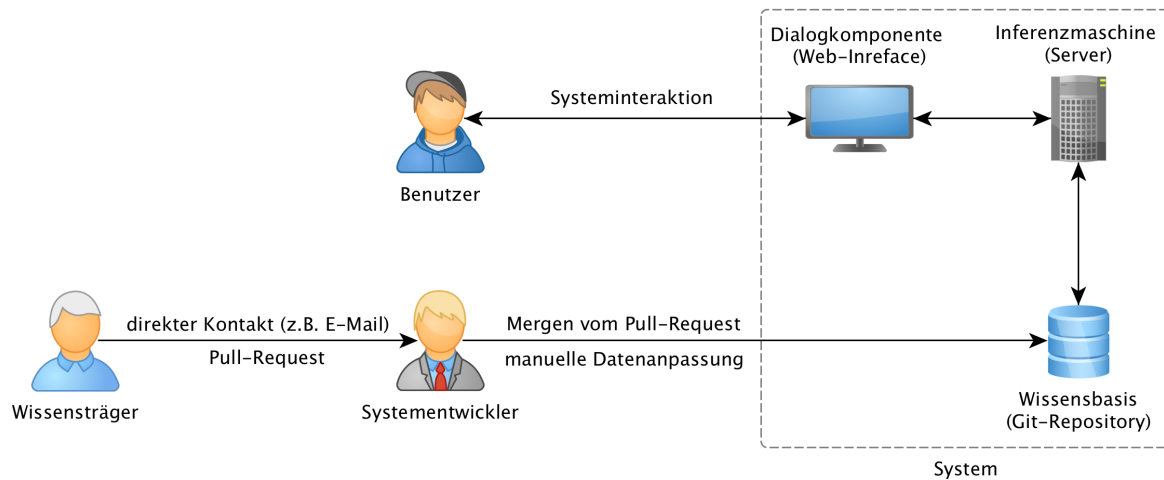 Dialogkomponente
(Web-Inreface)
Inferenzmaschine
(Server)
Systeminteraktion
Benutzer
direkter Kontakt (z.B. E-Mail)
Pull-Request
Mergen vom Pull-Request
manuelle Datenanpassung
Wissensträger
Systementwickler
Wissensbasis
(Git-Repository)
System